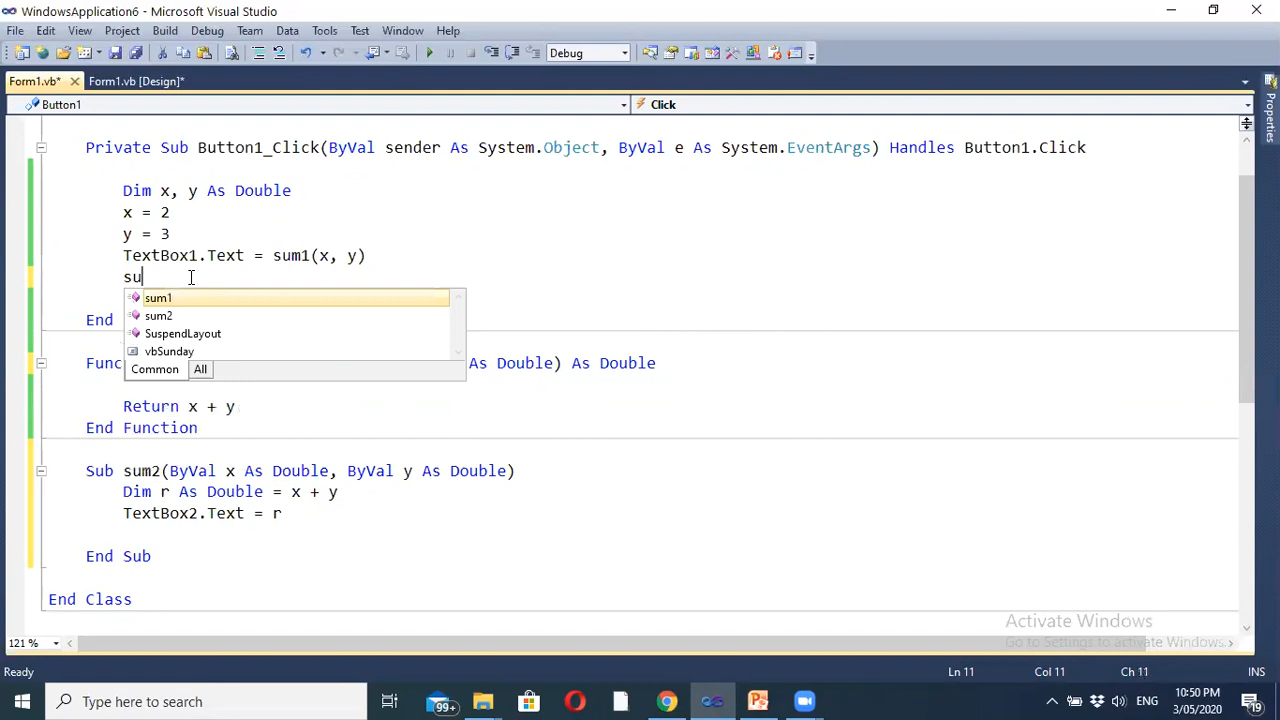 WindowsApplication6 - Microsoft Visual Studio
File Edit View Project Build Debug Team Data Tools Test Window Help
Debug
Form1.vb* Form1.vb [Design]*
Button1 Click
Properties
Private Sub Button1_Click(ByVal sender As System.Object, ByVal e As System.EventArgs) Handles Button1.Click
Dim x, y As Double
x = 2
y = 3
TextBox1.Text = sum1(x, y)
su
sum1
sum2
SuspendLayout
vbSunday
Common All
End
Func As Double) As Double
Return x + y
End Function
Sub sum2(ByVal x As Double, ByVal y As Double)
Dim r As Double = x + y
TextBox2.Text = r
End Sub
End Class
Activate Windows
Go to Settings to activate Windows.
121 %
Ready Ln 11 Col 11 Ch 11 INS
Type here to search 99+ ENG 10:50 PM
3/05/2020 19